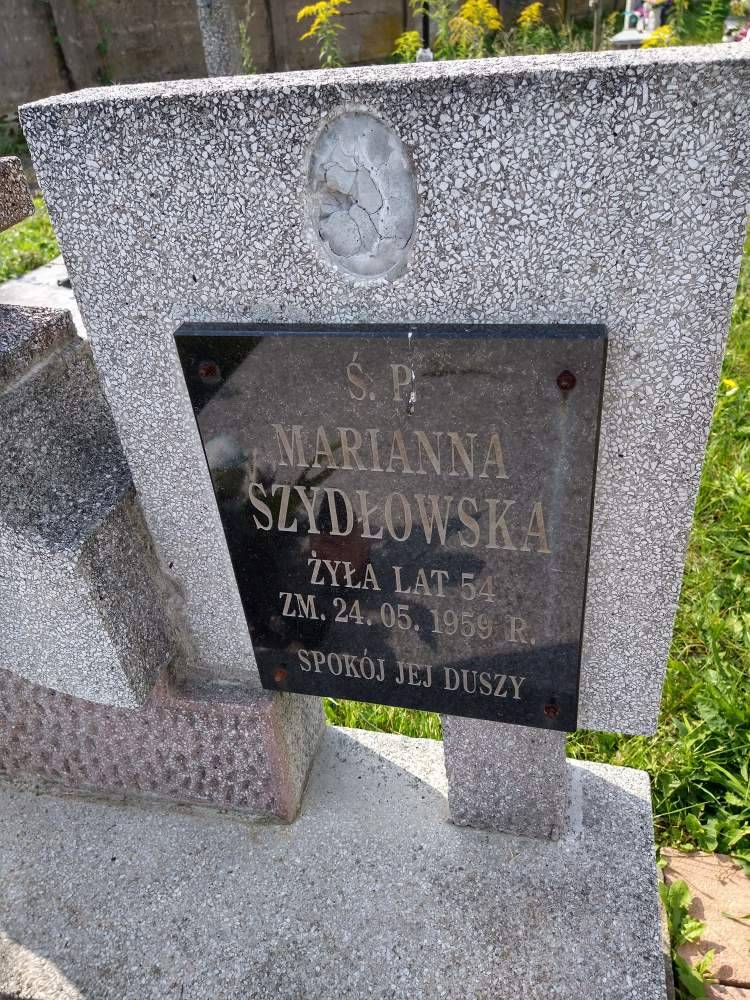 Ś. P.
MARIANNA
SZYDŁOWSKA
ŻYŁA LAT 54
ZM. 24. 05. 1959 R.
SPOKÓJ JEJ DUSZY